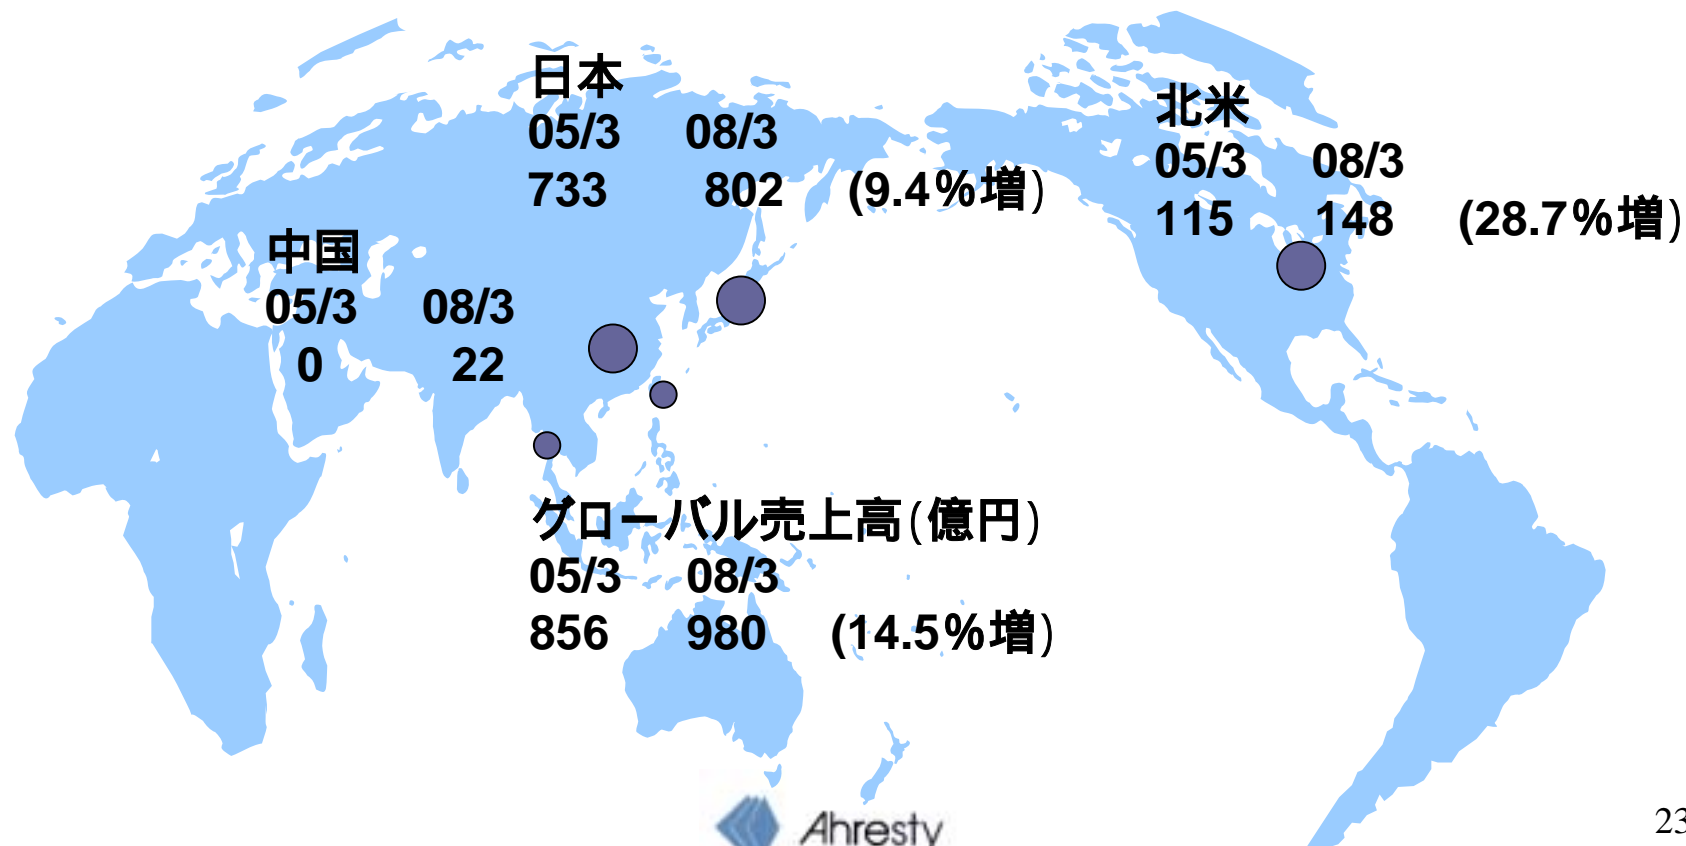 日本
05/3 08/3
733 802 (9.4%増)
北米
05/3 08/3
115 148 (28.7%増)
中国
05/3 08/3
0 22
グローバル売上高(億円)
05/3 08/3
856 980 (14.5%増)
Ahresty
23